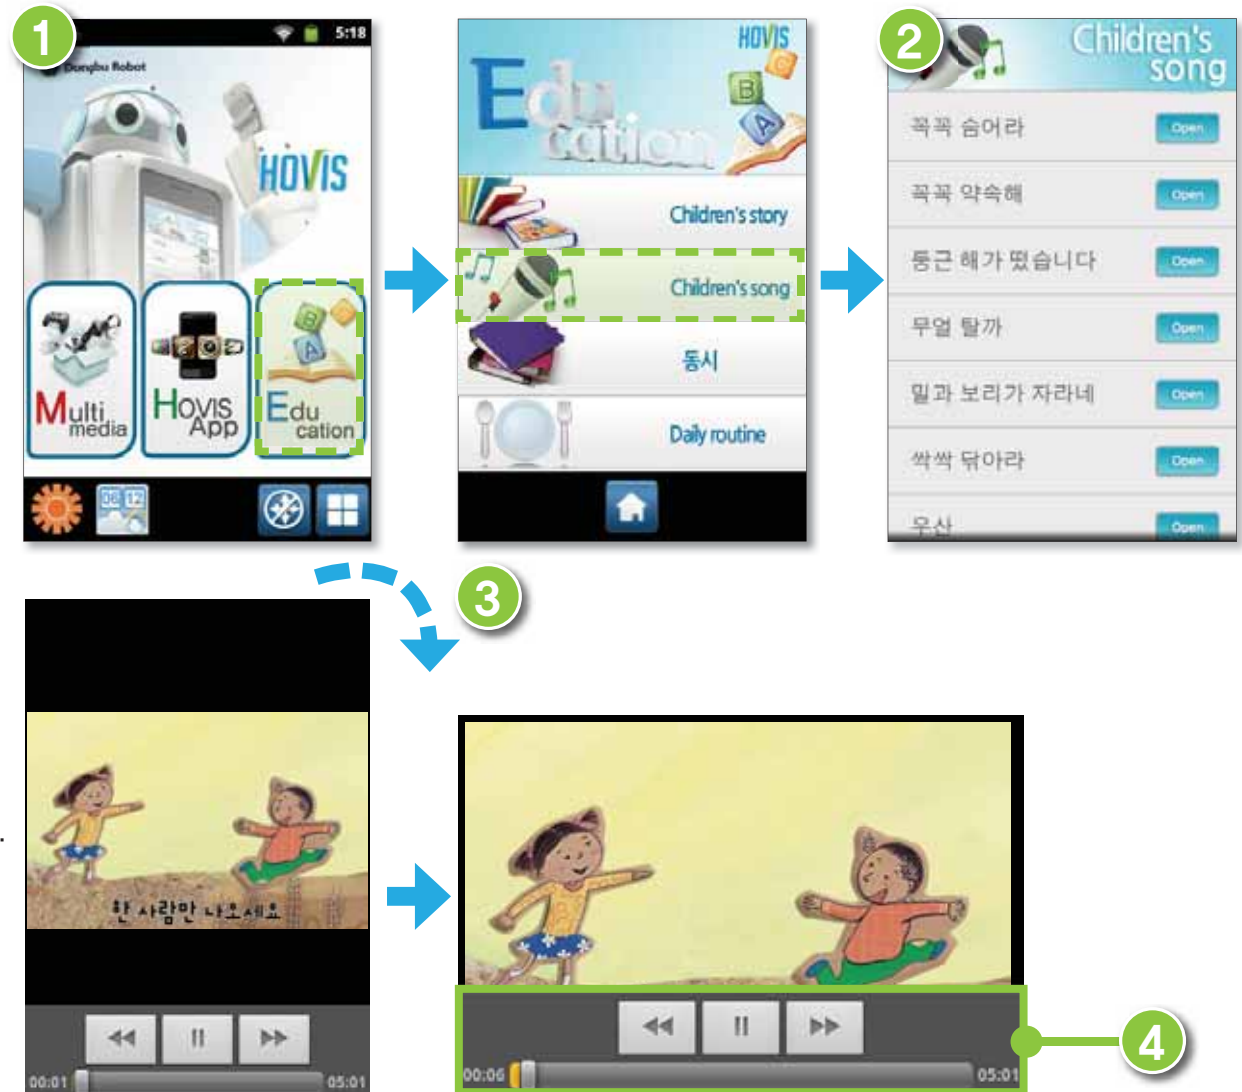 1
5:18
Dongbu Robot
HOVIS
Multi
media
HOVIS
App
B
A
Edu
cation
06 12
HOVIS
Edu
cation
B
C
A
Children's story
Children's song
동시
Daily routine
2
Children's
song
꼭꼭 숨어라 Open
꼭꼭 약속해 Open
둥근 해가 떴습니다 Open
무얼 탈까 Open
밀과 보리가 자라네 Open
싹싹 닦아라 Open
우산 Open
3
한 사람만 나오세요
00:01 05:01
00:06 05:01
4